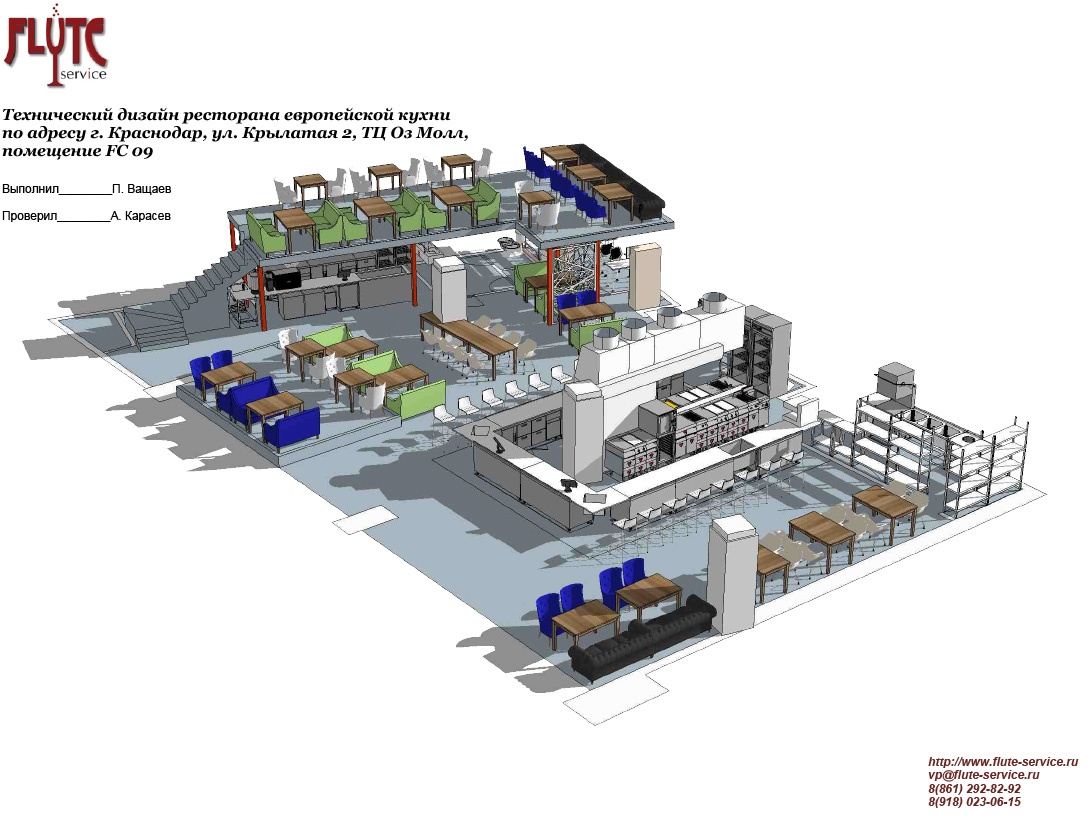 FLUTE
service
Технический дизайн ресторана европейской кухни
по адресу г. Краснодар, ул. Крылатая 2, ТЦ Оз Молл,
помещение FC 09
Выполнил________П. Ващаев
Проверил________А. Карасев
http://www.flute-service.ru
vp@flute-service.ru
8(861) 292-82-92
8(918) 023-06-15